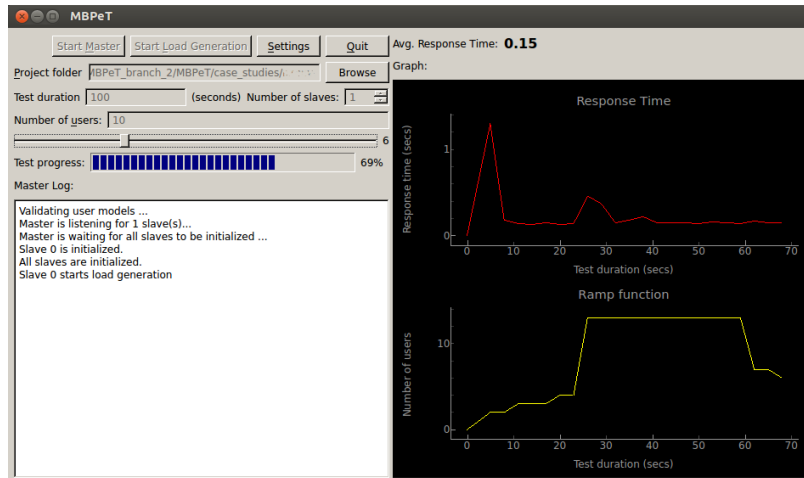 MBPeT
Start Master Start Load Generation Settings Quit
Project folder MBPeT_branch_2/MBPeT/case_studies/ Browse
Test duration 100 (seconds) Number of slaves: 1
Number of users: 10
6
Test progress: 69%
Master Log:
Validating user models ...
Master is listening for 1 slave(s)...
Master is waiting for all slaves to be initialized ...
Slave 0 is initialized.
All slaves are initialized.
Slave 0 starts load generation
Avg. Response Time: 0.15
Graph:
Response Time
Response time (secs)
1
0
0 10 20 30 40 50 60 70
Test duration (secs)
Ramp function
Number of users
10
0
0 10 20 30 40 50 60 70
Test duration (secs)